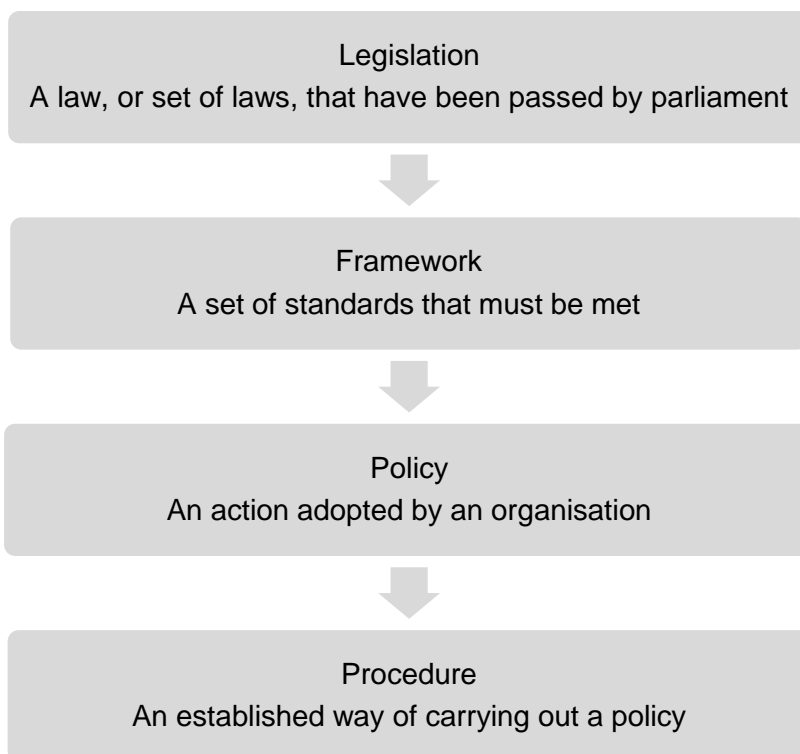 Legislation
A law, or set of laws, that have been passed by parliament
Framework
A set of standards that must be met
Policy
An action adopted by an organisation
Procedure
An established way of carrying out a policy